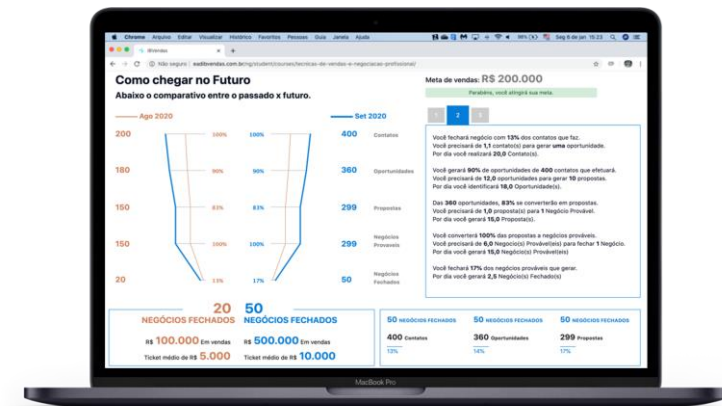 Chrome Arquivo Editar Visualizar Histórico Favoritos Pessoas Guia Janela Ajuda
Seg 6 de jan 15:23
Não seguro | eadibvendas.com.br/ng/student/courses/tecnicas-de-vendas-e-negociacao-profissional/
Como chegar no Futuro
Abaixo o comparativo entre o passado x futuro.
Ago 2020
Set 2020
200 100% 100% 400 Contatos
180 90% 90% 360 Oportunidades
150 83% 83% 299 Propostas
150 100% 100% 299 Negócios Prováveis
20 13% 17% 50 Negócios Fechados
20 50
NEGÓCIOS FECHADOS NEGÓCIOS FECHADOS
R$ 100.000 Em vendas R$ 500.000 Em vendas
Ticket médio de R$ 5.000 Ticket médio de R$ 10.000
Meta de vendas: R$ 200.000
Parabéns, você atingirá sua meta.
1 2 3
Você fechará negócio com 13% dos contatos que faz.
Você precisará de 1,1 contato(s) para gerar uma oportunidade.
Por dia você realizará 20,0 Contato(s).
Você gerará 90% de oportunidades de 400 contatos que efetuará.
Você precisará de 12,0 oportunidades para gerar 10 propostas.
Por dia você identificará 18,0 Oportunidade(s).
Das 360 oportunidades, 83% se converterão em propostas.
Você precisará de 1,0 proposta(s) para 1 Negócio Provável.
Por dia você gerará 15,0 Proposta(s).
Você converterá 100% das propostas a negócios prováveis.
Você precisará de 6,0 Negocio(s) Provável(eis) para fechar 1 Negócio.
Por dia você gerará 15,0 Negócio(s) Provável(eis)
Você fechará 17% dos negócios prováveis que gerar.
Por dia você gerará 2,5 Negócio(s) Fechado(s)
50 NEGÓCIOS FECHADOS 50 NEGÓCIOS FECHADOS 50 NEGÓCIOS FECHADOS
400 Contatos 360 Oportunidades 299 Propostas
13% 14% 17%
MacBook Pro